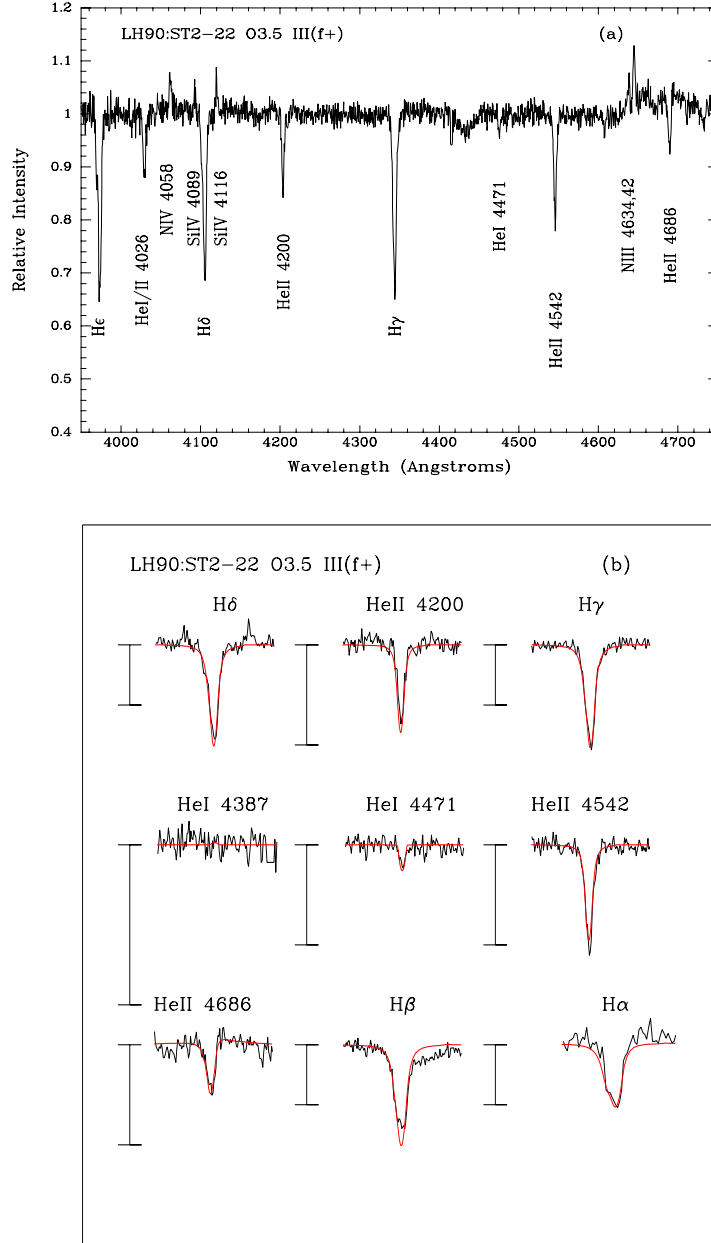 1.2
LH90:ST2-22 O3.5 III(f+)
(a)
1.1
1
0.9
0.8
0.7
0.6
0.5
0.4
Relative Intensity
Hϵ
HeI/II 4026
NIV 4058
SiIV 4089
Hδ
SiIV 4116
HeII 4200
Hγ
HeI 4471
HeII 4542
NIII 4634,42
HeII 4686
4000
4100
4200
4300
4400
4500
4600
4700
Wavelength (Angstroms)
LH90:ST2-22 O3.5 III(f+)
(b)
Hδ
HeII 4200
Hγ
HeI 4387
HeI 4471
HeII 4542
HeII 4686
Hβ
Hα